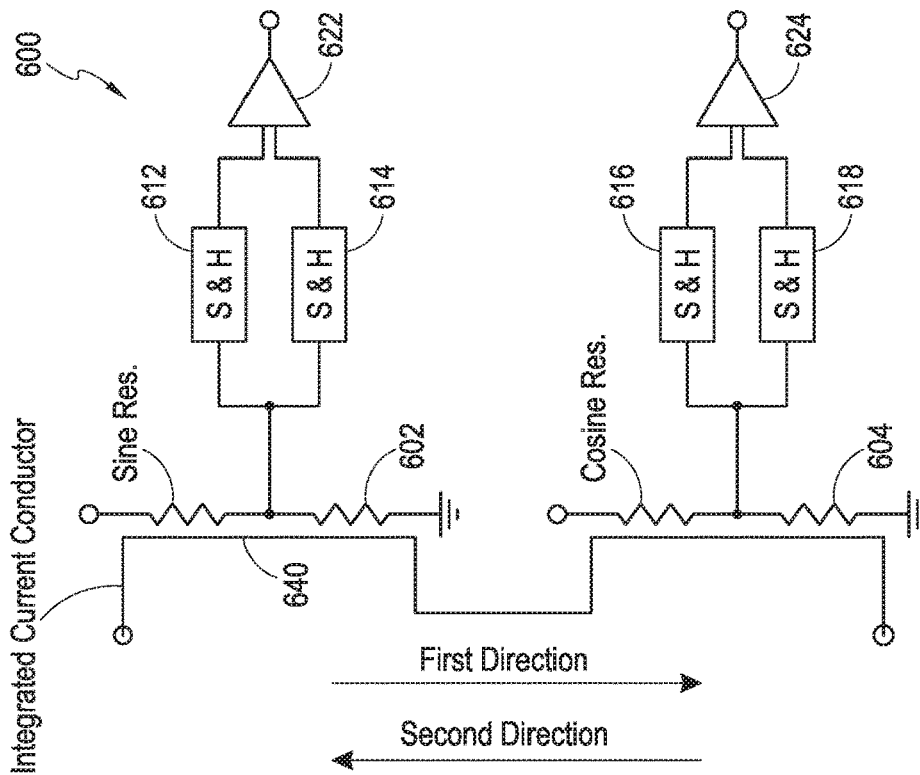 600
622
624
612
614
616
618
S & H
S & H
S & H
S & H
Sine Res.
602
Cosine Res.
604
Integrated Current Conductor
640
First Direction
Second Direction